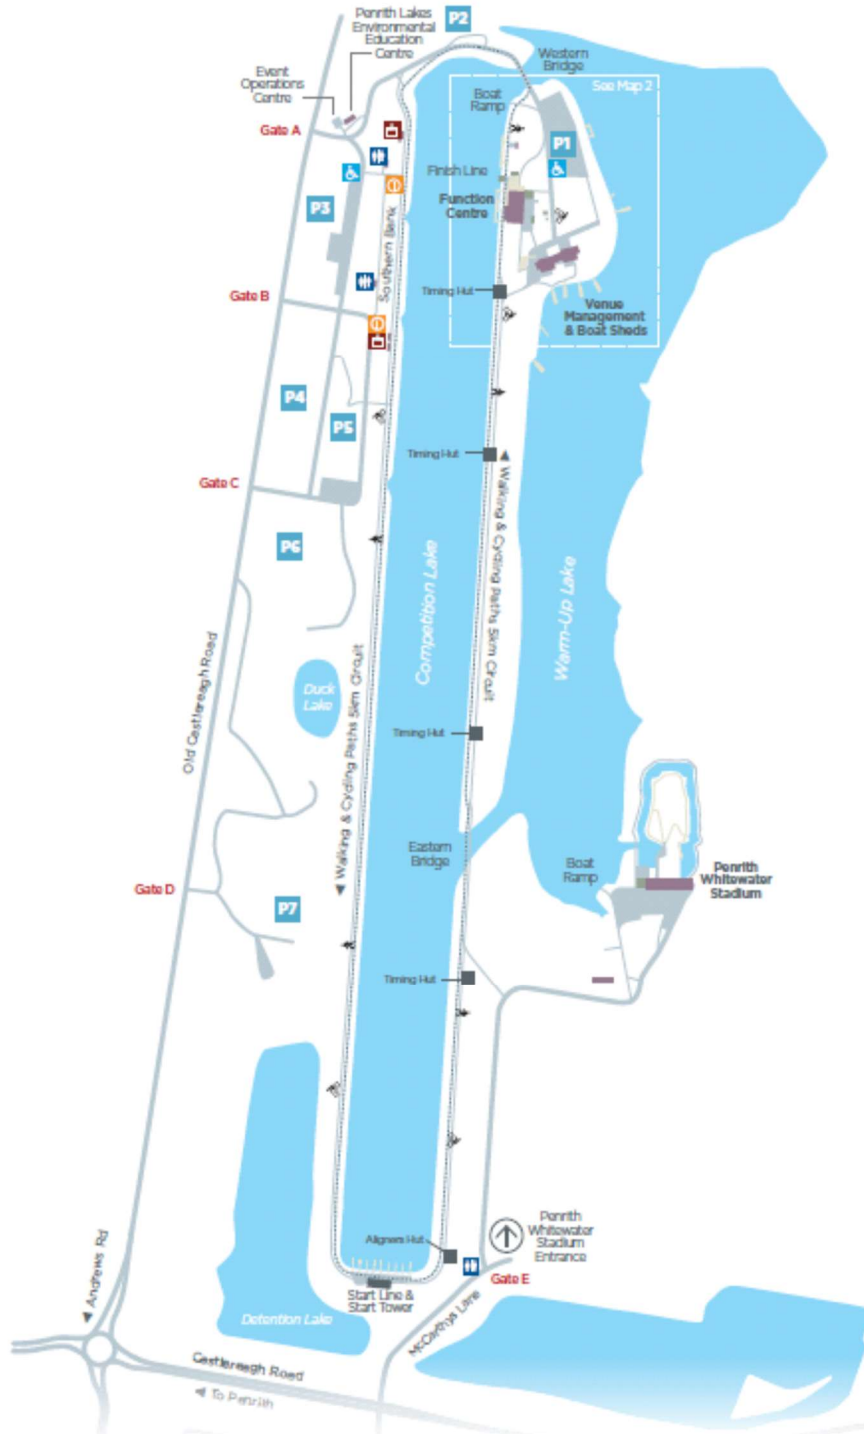 Penrith Lakes
Environmental
Education
Centre
P2
Western
Bridge
Event
Operations
Centre
See Map 2
Boat
Ramp
Gate A
P1
Finish Line
Function
Centre
P3
Southern Bank
Gate B
Timing Hut
Venue
Management
& Boat Sheds
P4
P5
Timing Hut
Gate C
Walking & Cycling Paths 5km Circuit
P6
Competition Lake
Warm-Up Lake
Old Castlereagh Road
Duck
Lake
Walking & Cycling Paths 5km Circuit
Timing Hut
Eastern
Bridge
Boat
Ramp
Penrith
Whitewater
Stadium
Gate D
P7
Timing Hut
Penrith
Whitewater
Stadium
Entrance
Aligners Hut
Gate E
Andrews Rd
Start Line &
Start Tower
Detention Lake
McCarthys Lane
Castlereagh Road
To Penrith